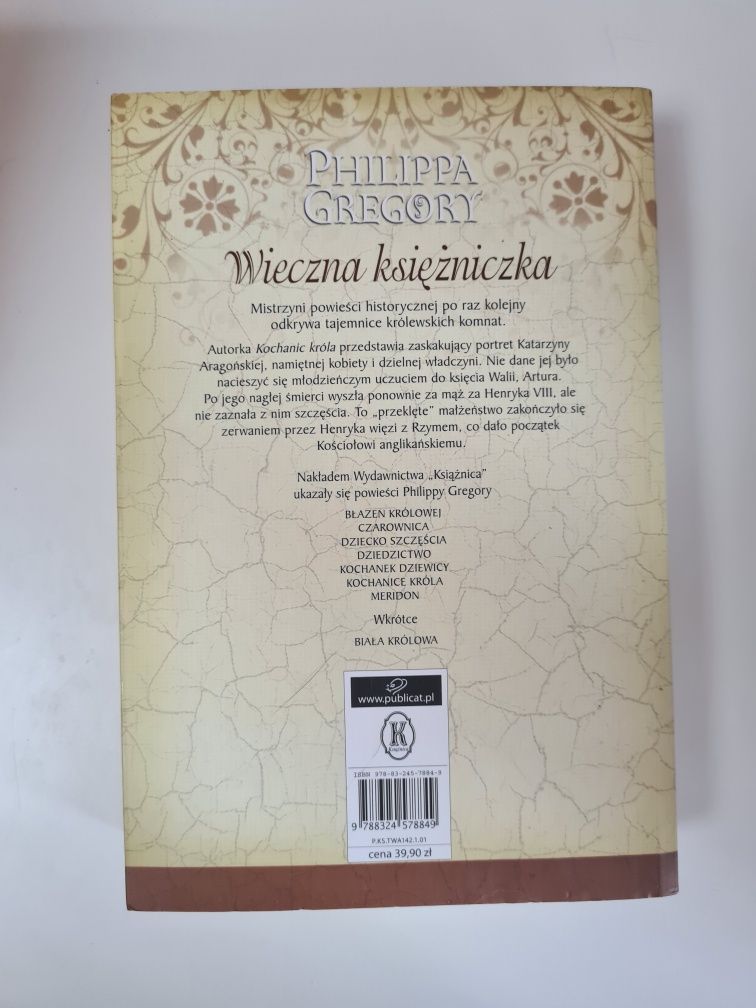 PHILIPPA
GREGORY
Wieczna księżniczka
Mistrzyni powieści historycznej po raz kolejny
odkrywa tajemnice królewskich komnat.
Autorka Kochanic króla przedstawia zaskakujący portret Katarzyny
Aragońskiej, namiętnej kobiety i dzielnej władczyni. Nie dane jej było
nacieszyć się młodzieńczym uczuciem do księcia Walii, Artura.
Po jego nagłej śmierci wyszła ponownie za mąż za Henryka VIII, ale
nie zaznała z nim szczęścia. To „przeklęte” małżeństwo zakończyło się
zerwaniem przez Henryka więzi z Rzymem, co dało początek
Kościołowi anglikańskiemu.
Nakładem Wydawnictwa „Książnica”
ukazały się powieści Philippy Gregory
BŁAZEN KRÓLOWEJ
CZAROWNICA
DZIECKO SZCZĘŚCIA
DZIEDZICTWO
KOCHANEK DZIEWICY
KOCHANICE KRÓLA
MERIDON
Wkrótce
BIAŁA KRÓLOWA
www.publicat.pl
K
Książnica
ISBN 978-83-245-7884-9
9 788324 578849
P.KS.TWA142.1.01
cena 39,90 zł